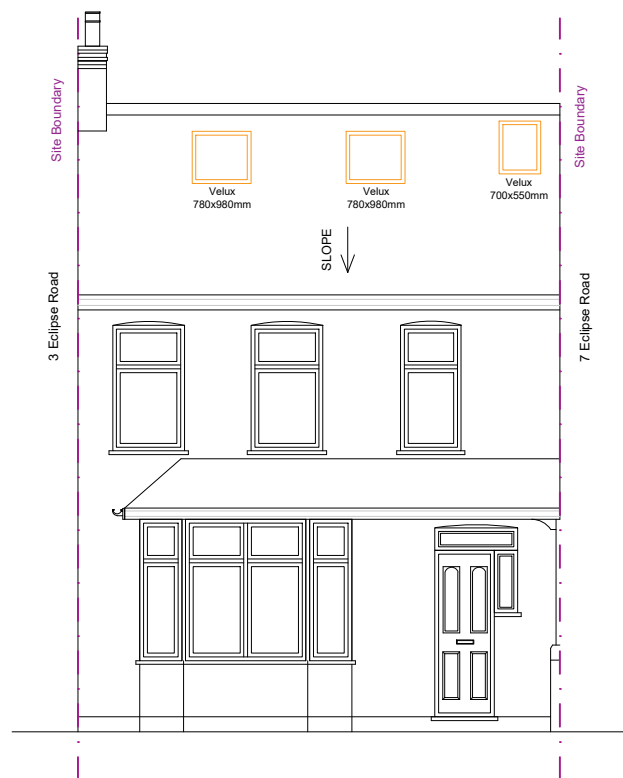 Site Boundary
Site Boundary
Velux
780x980mm
Velux
780x980mm
Velux
700x550mm
SLOPE
3 Eclipse Road
7 Eclipse Road